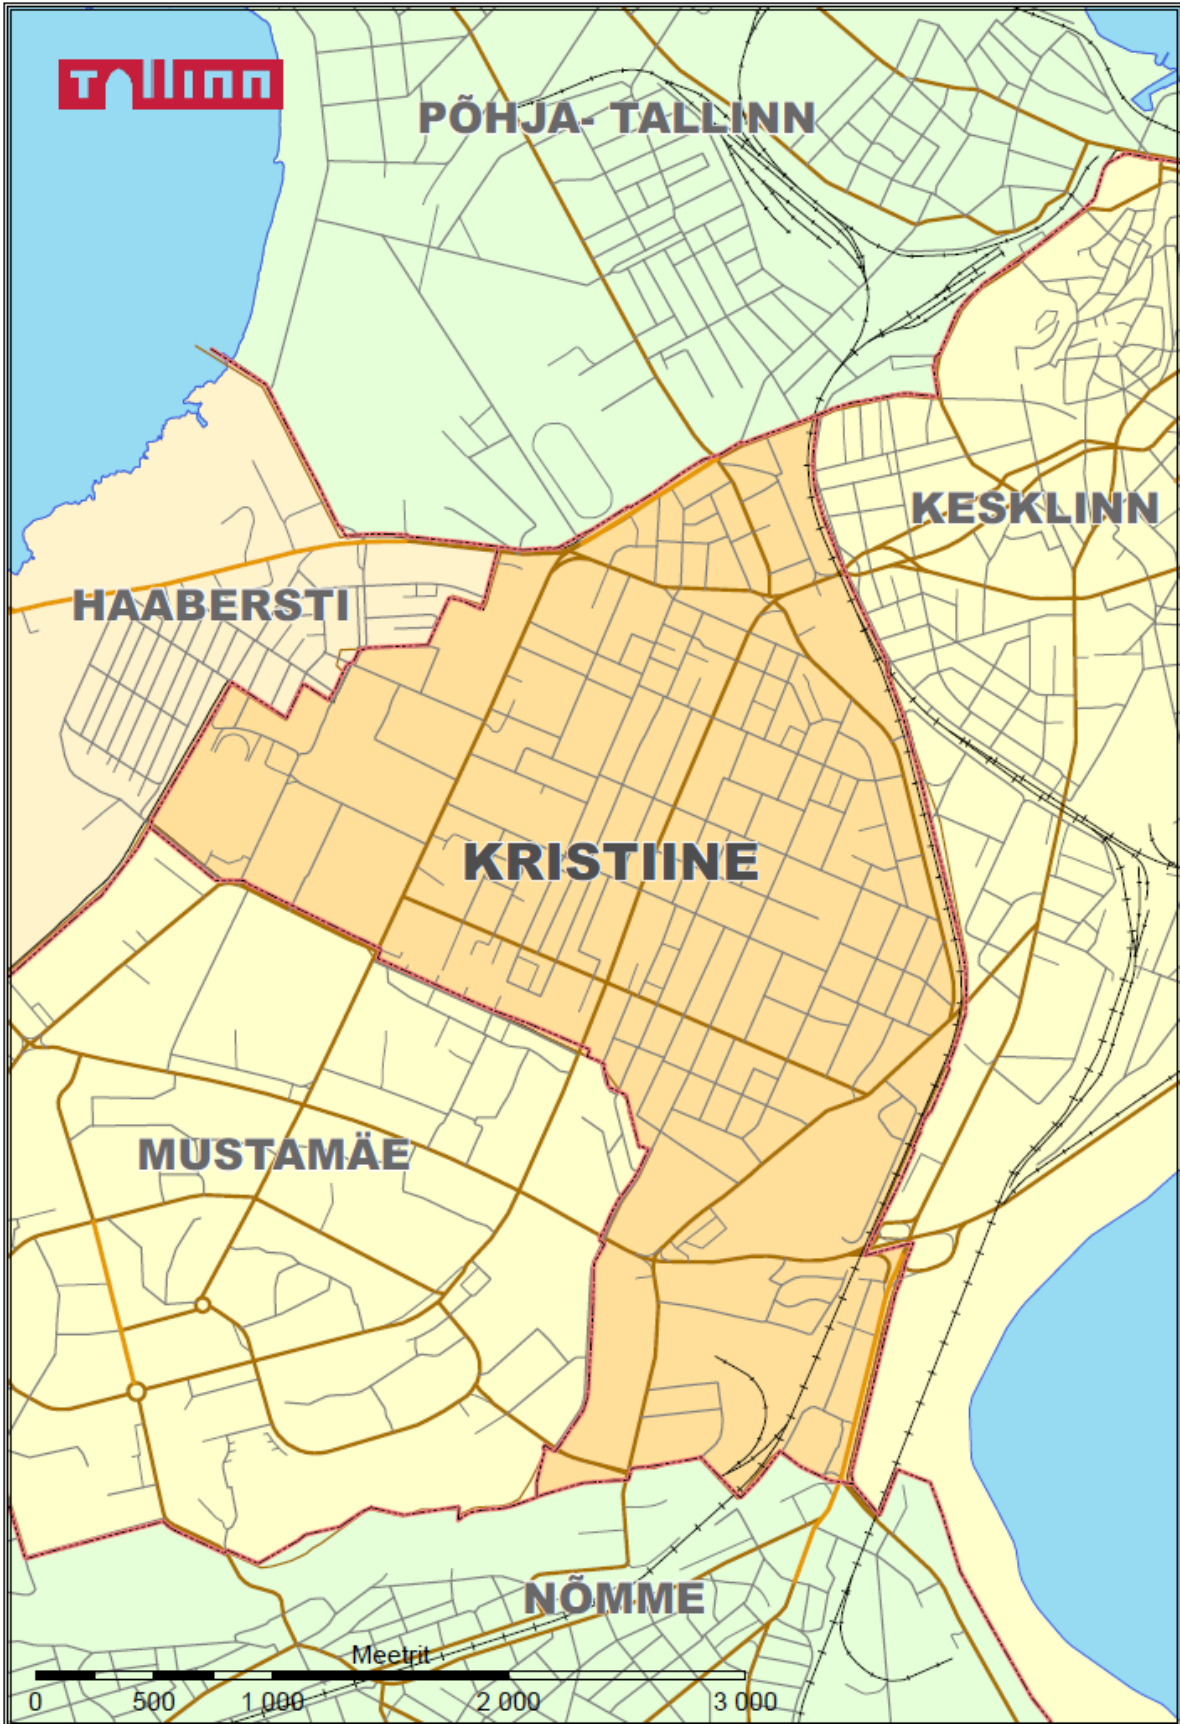 Tallinn
PÕHJA- TALLINN
KESKLINN
HAABERSTI
KRISTIINE
MUSTAMÄE
NÕMME
Meetrit
0 500 1 000 2 000 3 000